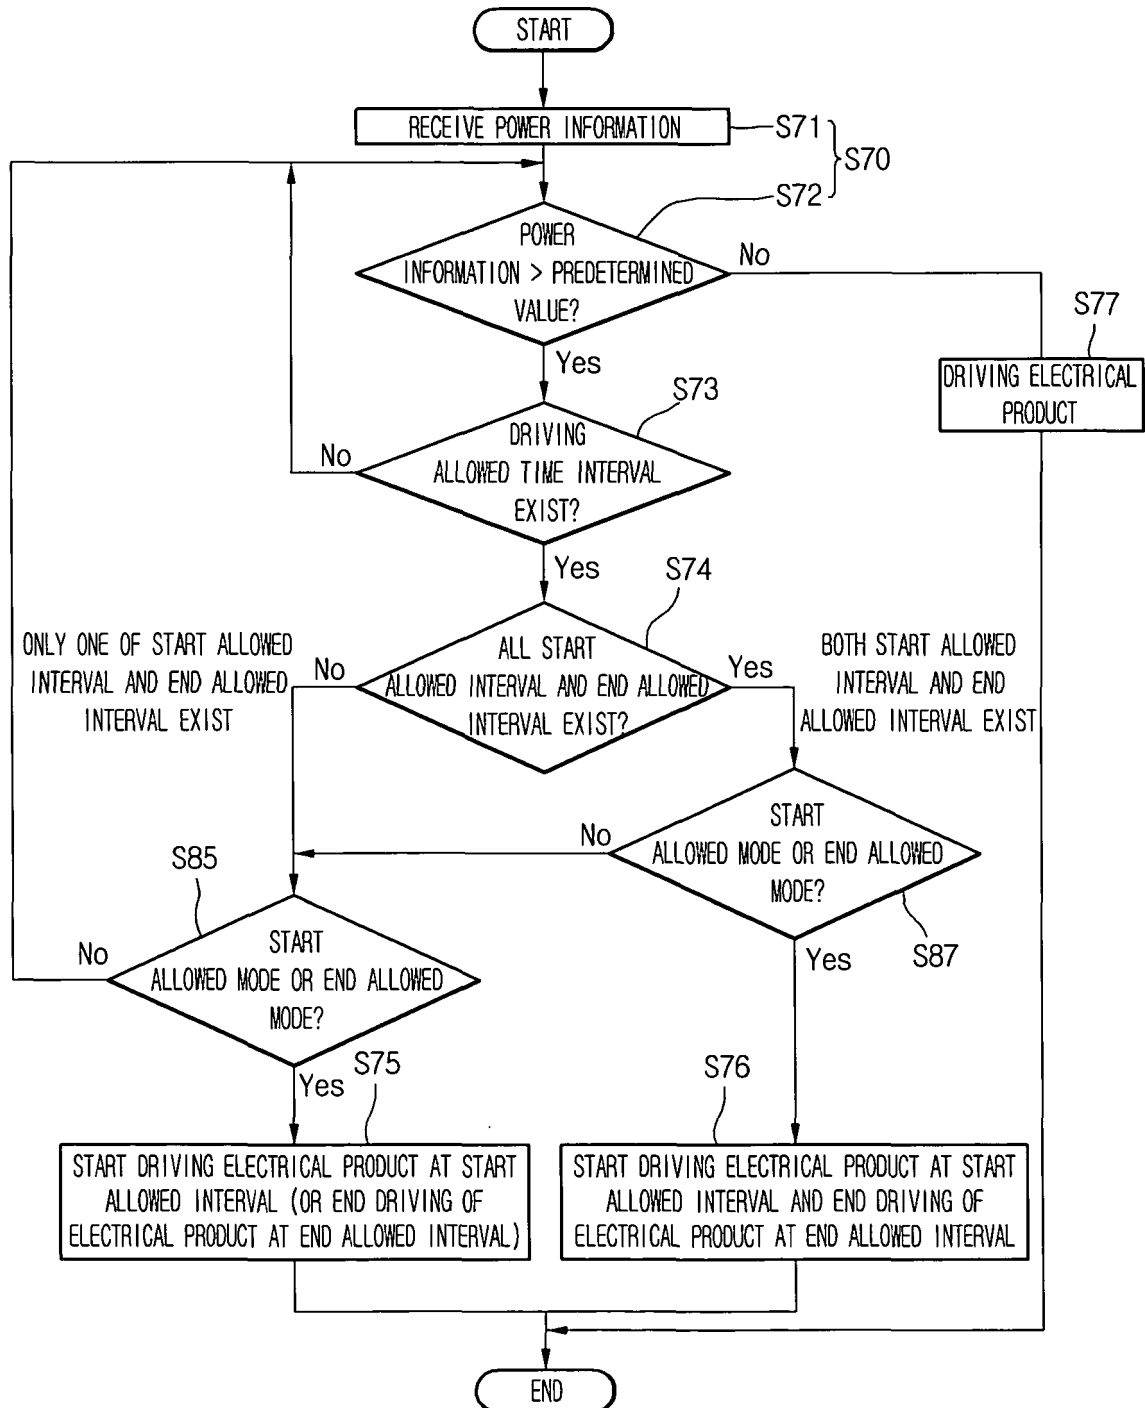 START
RECEIVE POWER INFORMATION
S71
S70
S72
POWER
INFORMATION > PREDETERMINED
VALUE?
No
Yes
S77
DRIVING ELECTRICAL
PRODUCT
S73
DRIVING
ALLOWED TIME INTERVAL
EXIST?
No
Yes
S74
ALL START
ALLOWED INTERVAL AND END ALLOWED
INTERVAL EXIST?
No
Yes
ONLY ONE OF START ALLOWED
INTERVAL AND END ALLOWED
INTERVAL EXIST
BOTH START ALLOWED
INTERVAL AND END
ALLOWED INTERVAL EXIST
START
ALLOWED MODE OR END ALLOWED
MODE?
No
Yes
S87
S85
START
ALLOWED MODE OR END ALLOWED
MODE?
No
Yes
S75
START DRIVING ELECTRICAL PRODUCT AT START
ALLOWED INTERVAL (OR END DRIVING OF
ELECTRICAL PRODUCT AT END ALLOWED INTERVAL)
S76
START DRIVING ELECTRICAL PRODUCT AT START
ALLOWED INTERVAL AND END DRIVING OF
ELECTRICAL PRODUCT AT END ALLOWED INTERVAL
END